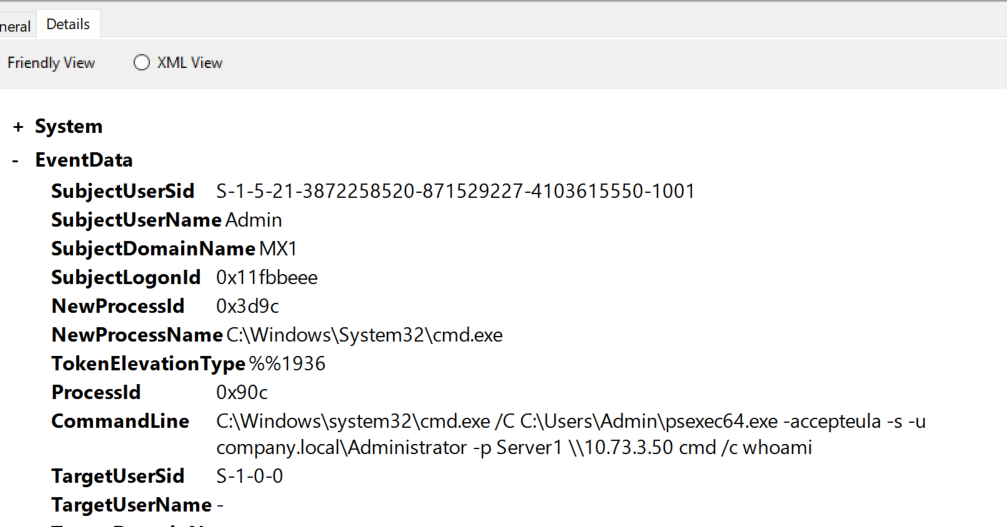 neral Details
Friendly View XML View
+ System
- EventData
SubjectUserSid S-1-5-21-3872258520-871529227-4103615550-1001
SubjectUserName Admin
SubjectDomainName MX1
SubjectLogonId 0x11fbbeee
NewProcessId 0x3d9c
NewProcessName C:\Windows\System32\cmd.exe
TokenElevationType %%1936
ProcessId 0x90c
CommandLine C:\Windows\system32\cmd.exe /C C:\Users\Admin\psexec64.exe -accepteula -s -u
company.local\Administrator -p Server1 \\10.73.3.50 cmd /c whoami
TargetUserSid S-1-0-0
TargetUserName -